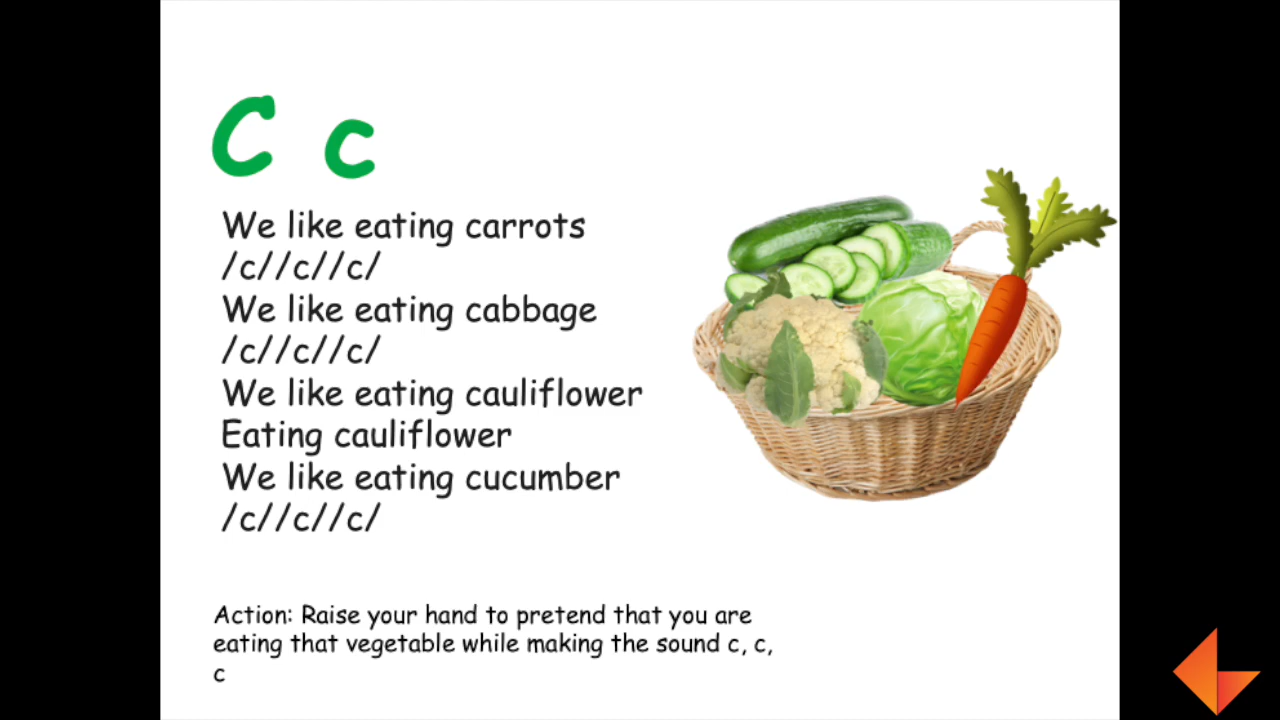 C c
We like eating carrots
/c//c//c/
We like eating cabbage
/c//c//c/
We like eating cauliflower
Eating cauliflower
We like eating cucumber
/c//c//c/
Action: Raise your hand to pretend that you are
eating that vegetable while making the sound c, c,
c